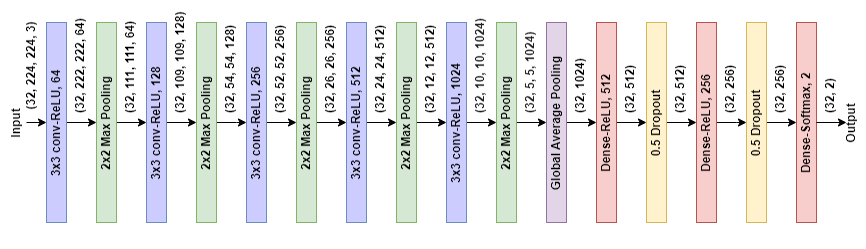 Input
(32, 224, 224, 3)
3x3 conv-ReLU, 64
(32, 222, 222, 64)
2x2 Max Pooling
(32, 111, 111, 64)
3x3 conv-ReLU, 128
(32, 109, 109, 128)
2x2 Max Pooling
(32, 54, 54, 128)
3x3 conv-ReLU, 256
(32, 52, 52, 256)
2x2 Max Pooling
(32, 26, 26, 256)
3x3 conv-ReLU, 512
(32, 24, 24, 512)
2x2 Max Pooling
(32, 12, 12, 512)
3x3 conv-ReLU, 1024
(32, 10, 10, 1024)
2x2 Max Pooling
(32, 5, 5, 1024)
Global Average Pooling
(32, 1024)
Dense-ReLU, 512
(32, 512)
0.5 Dropout
(32, 512)
Dense-ReLU, 256
(32, 256)
0.5 Dropout
(32, 256)
Dense-Softmax, 2
(32, 2)
Output